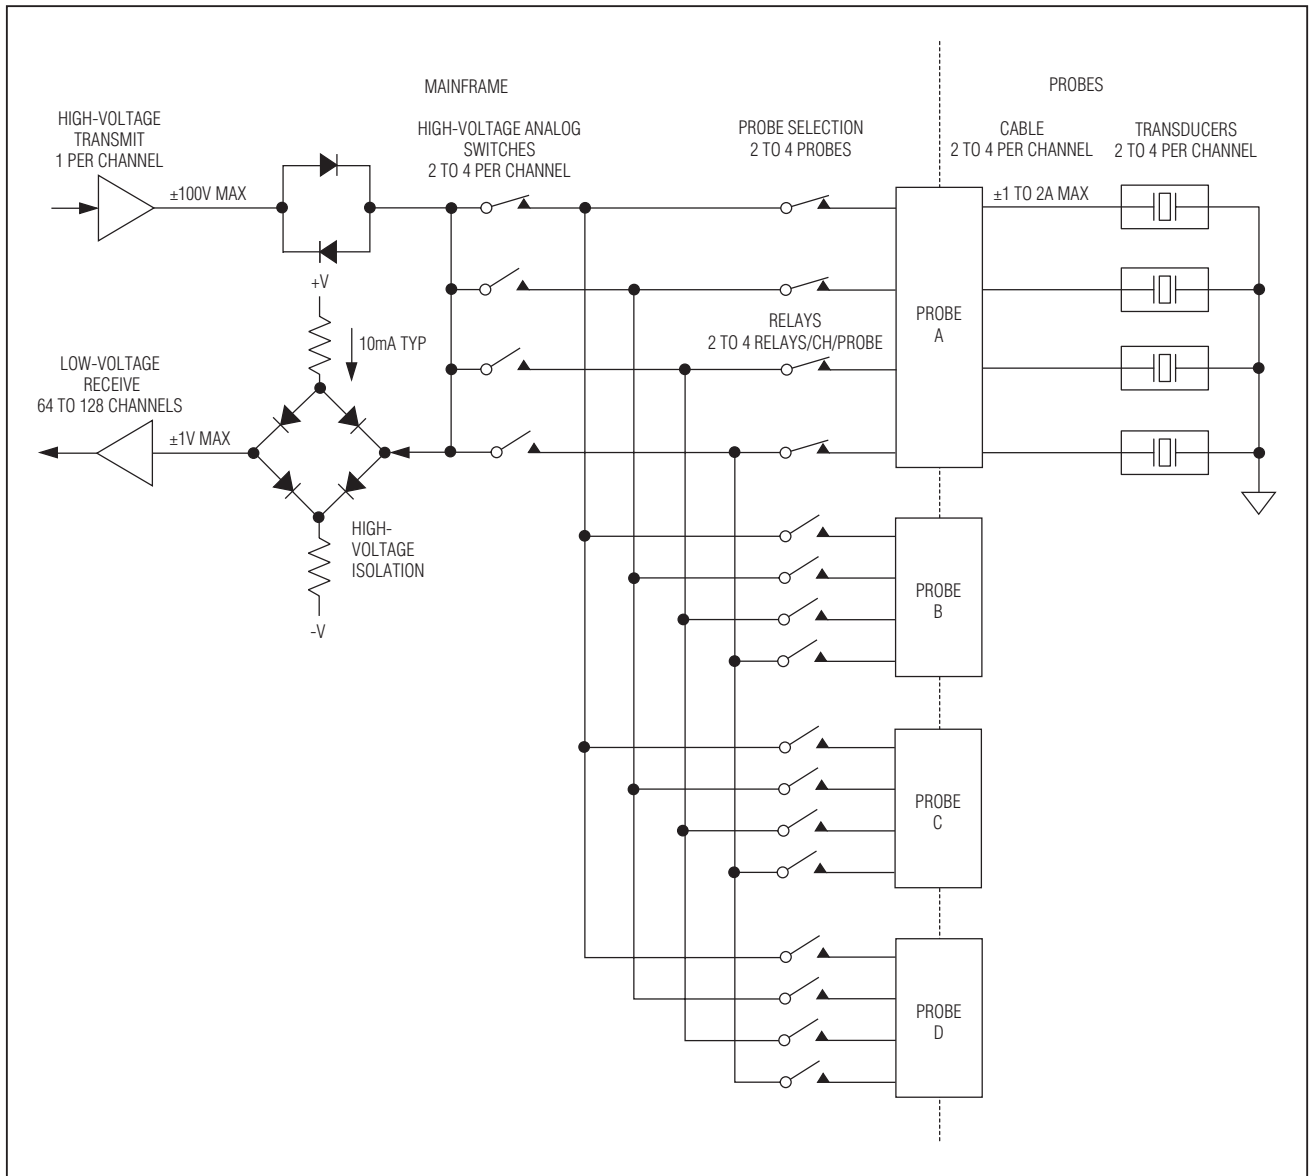 MAINFRAME
PROBES
HIGH-VOLTAGE
TRANSMIT
1 PER CHANNEL
HIGH-VOLTAGE ANALOG
SWITCHES
2 TO 4 PER CHANNEL
PROBE SELECTION
2 TO 4 PROBES
CABLE
2 TO 4 PER CHANNEL
TRANSDUCERS
2 TO 4 PER CHANNEL
±100V MAX
±1 TO 2A MAX
+V
10mA TYP
RELAYS
2 TO 4 RELAYS/CH/PROBE
PROBE
A
LOW-VOLTAGE
RECEIVE
64 TO 128 CHANNELS
±1V MAX
HIGH-
VOLTAGE
ISOLATION
-V
PROBE
B
PROBE
C
PROBE
D